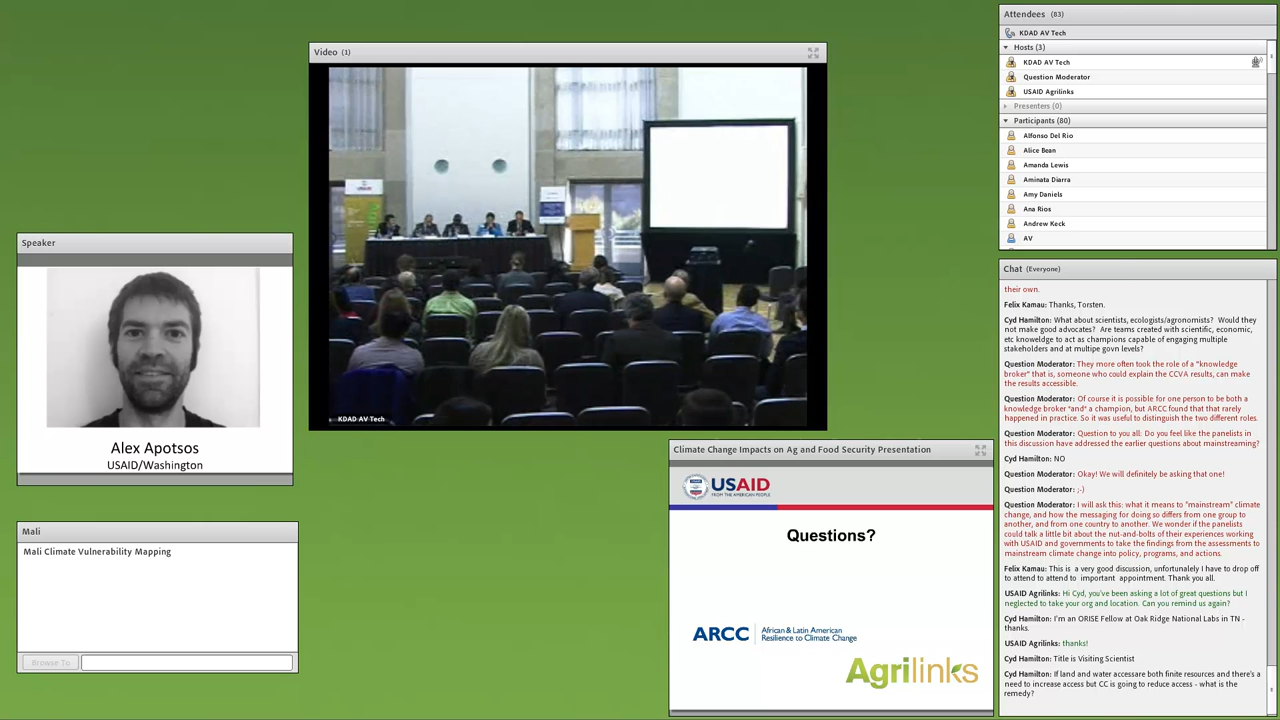 Video (1)
USAID
KDAD AV Tech
Speaker
Alex Apotsos
USAID/Washington
Mali
Mali Climate Vulnerability Mapping
Browse To
Climate Change Impacts on Ag and Food Security Presentation
USAID
FROM THE AMERICAN PEOPLE
Questions?
ARCC
African & Latin American
Resilience to Climate Change
Agrilinks
Attendees (83)
KDAD AV Tech
Hosts (3)
KDAD AV Tech
Question Moderator
USAID Agrilinks
Presenters (0)
Participants (80)
Alfonso Del Rio
Alice Bean
Amanda Lewis
Aminata Diarra
Amy Daniels
Ana Rios
Andrew Keck
AV
Chat (Everyone)
their own.
Felix Kamau: Thanks, Torsten.
Cyd Hamilton: What about scientists, ecologists/agronomists? Would they
not make good advocates? Are teams created with scientific, economic,
etc knowleldge to act as champions capable of engaging multiple
stakeholders and at multipe govn levels?
Question Moderator: They more often took the role of a "knowledge
broker" that is, someone who could explain the CCVA results, can make
the results accessible.
Question Moderator: Of course it is possible for one person to be both a
knowledge broker *and* a champion, but ARCC found that that rarely
happened in practice. So it was useful to distinguish the two different roles.
Question Moderator: Question to you all: Do you feel like the panelists in
this discussion have addressed the earlier questions about mainstreaming?
Cyd Hamilton: NO
Question Moderator: Okay! We will definitely be asking that one!
Question Moderator: ;-)
Question Moderator: I will ask this: what it means to "mainstream" climate
change, and how the messaging for doing so differs from one group to
another, and from one country to another. We wonder if the panelists
could talk a little bit about the nut-and-bolts of their experiences working
with USAID and governments to take the findings from the assessments to
mainstream climate change into policy, programs, and actions.
Felix Kamau: This is a very good discussion, unfortunately I have to drop off
to attend to attend to important appointment. Thank you all.
USAID Agrilinks: Hi Cyd, you've been asking a lot of great questions but I
neglected to take your org and location. Can you remind us again?
Cyd Hamilton: I'm an ORISE Fellow at Oak Ridge National Labs in TN -
thanks.
USAID Agrilinks: thanks!
Cyd Hamilton: Title is Visiting Scientist
Cyd Hamilton: If land and water accessare both finite resources and there's a
need to increase access but CC is going to reduce access - what is the
remedy?